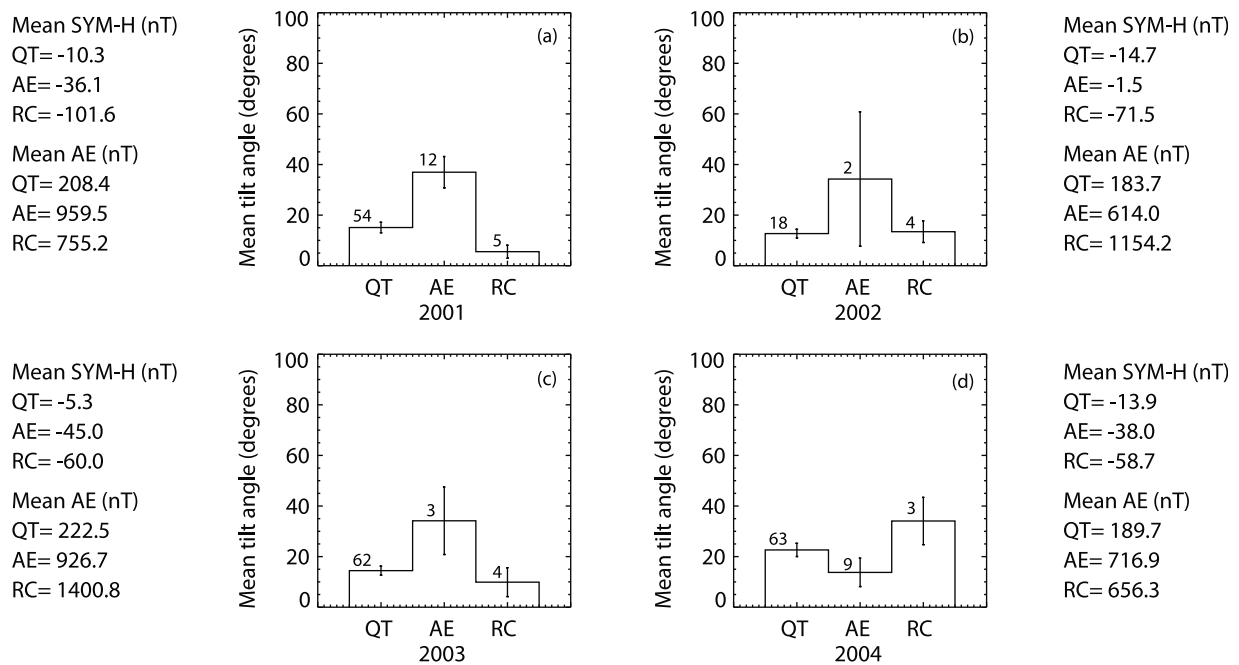 Mean SYM-H (nT)
QT= -10.3
AE= -36.1
RC= -101.6
Mean AE (nT)
QT= 208.4
AE= 959.5
RC= 755.2
Mean tilt angle (degrees)
100
80
60
40
20
0
(a)
54
12
5
QT AE RC
2001
Mean tilt angle (degrees)
100
80
60
40
20
0
(b)
18
2
4
QT AE RC
2002
Mean SYM-H (nT)
QT= -14.7
AE= -1.5
RC= -71.5
Mean AE (nT)
QT= 183.7
AE= 614.0
RC= 1154.2
Mean SYM-H (nT)
QT= -5.3
AE= -45.0
RC= -60.0
Mean AE (nT)
QT= 222.5
AE= 926.7
RC= 1400.8
Mean tilt angle (degrees)
100
80
60
40
20
0
(c)
62
3
4
QT AE RC
2003
Mean tilt angle (degrees)
100
80
60
40
20
0
(d)
63
9
3
QT AE RC
2004
Mean SYM-H (nT)
QT= -13.9
AE= -38.0
RC= -58.7
Mean AE (nT)
QT= 189.7
AE= 716.9
RC= 656.3